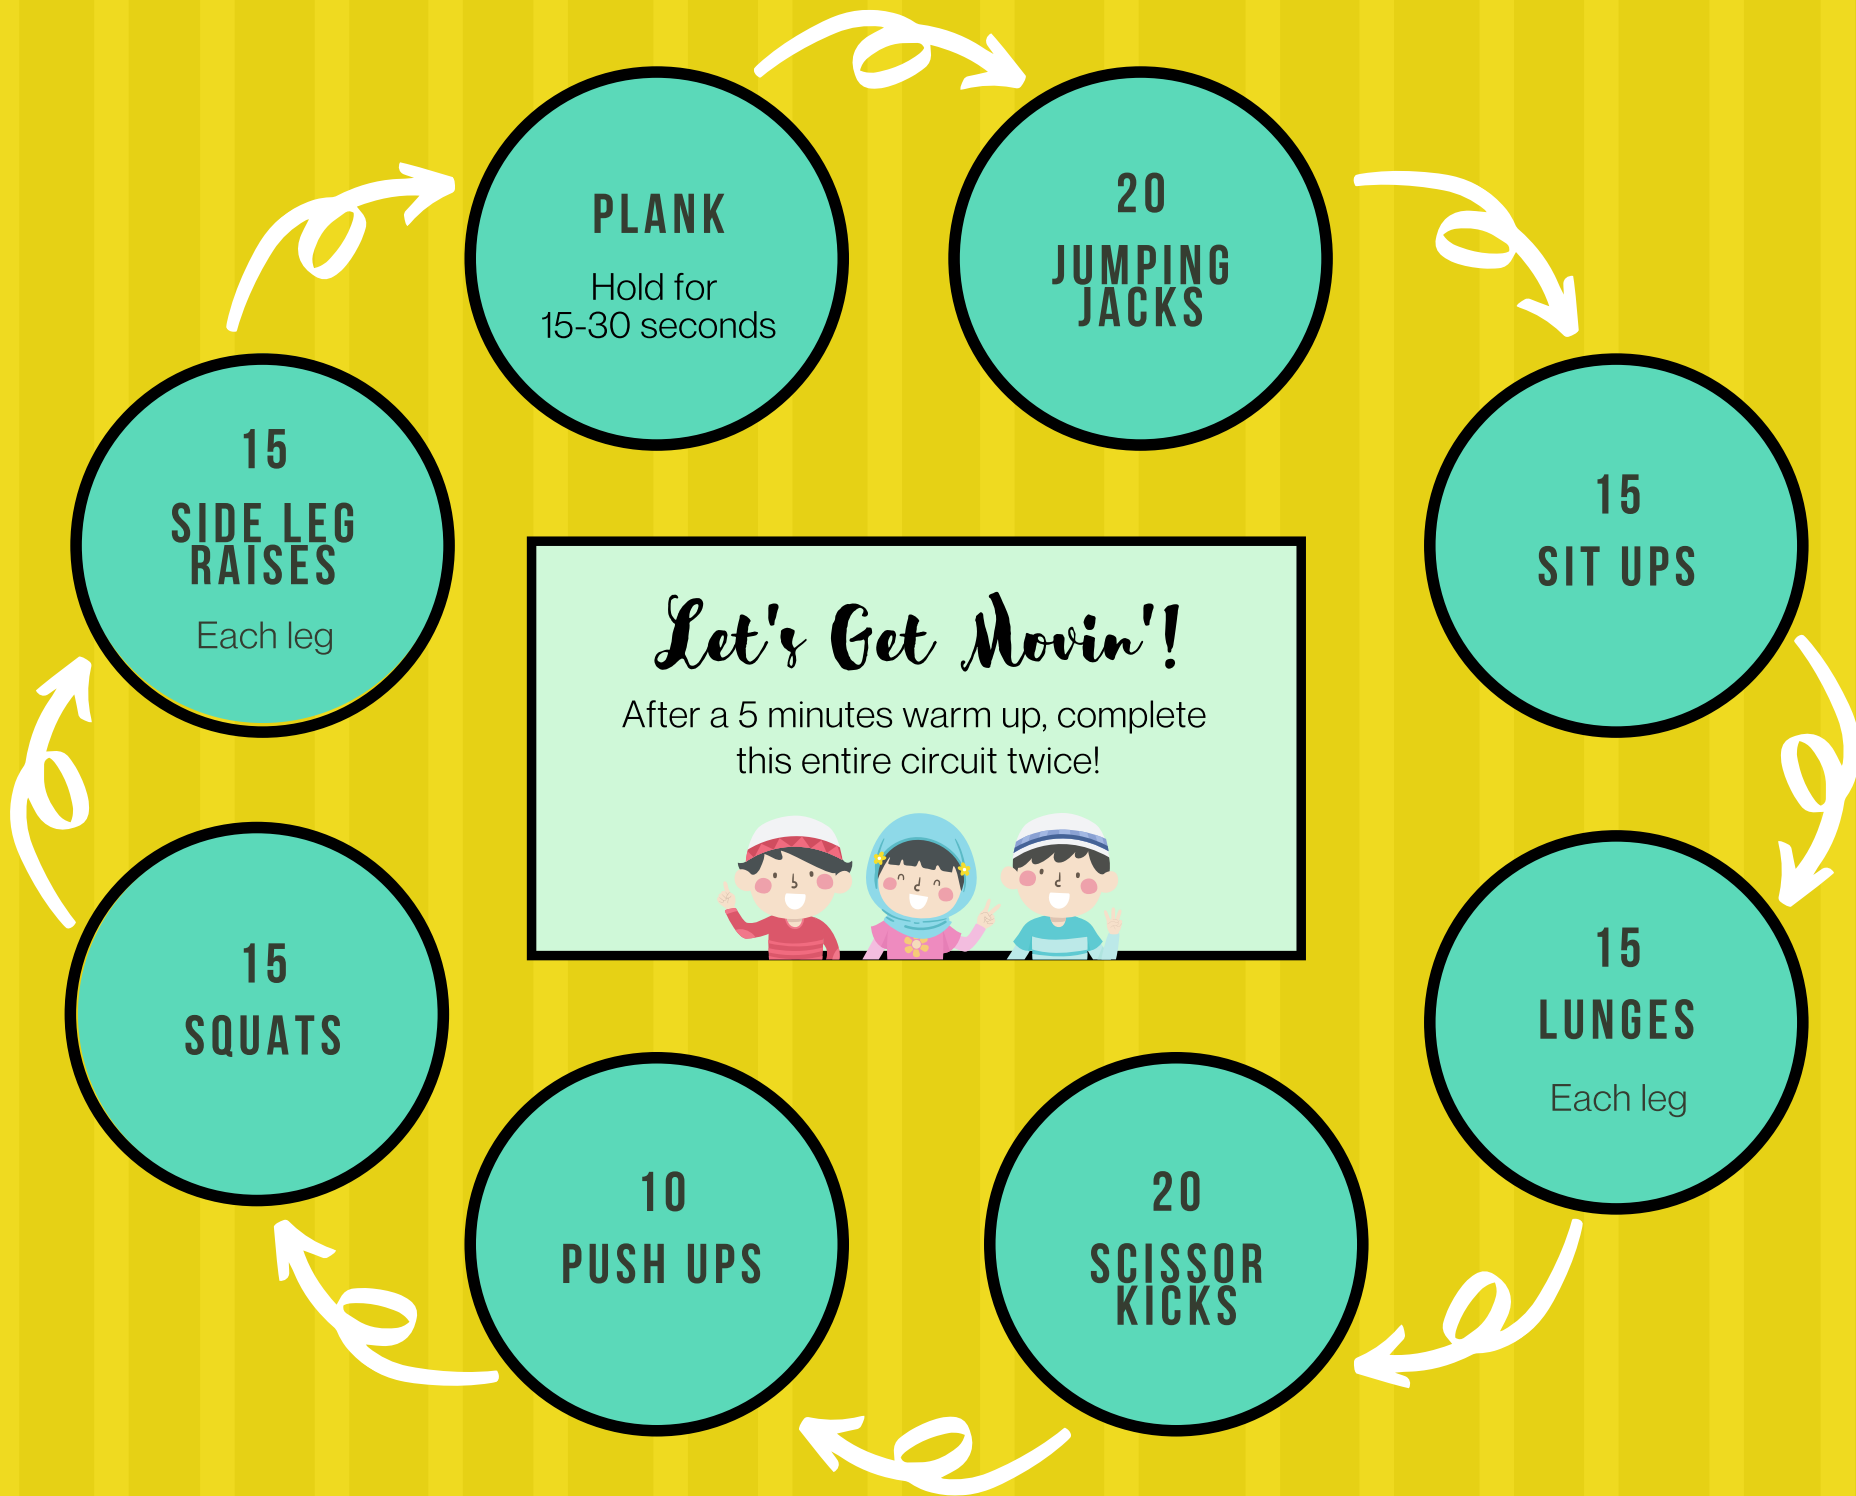 PLANK
Hold for
15-30 seconds
20
JUMPING
JACKS
15
SIT UPS
15
LUNGES
Each leg
20
SCISSOR
KICKS
10
PUSH UPS
15
SQUATS
15
SIDE LEG
RAISES
Each leg
Let's Get Movin'!
After a 5 minutes warm up, complete
this entire circuit twice!